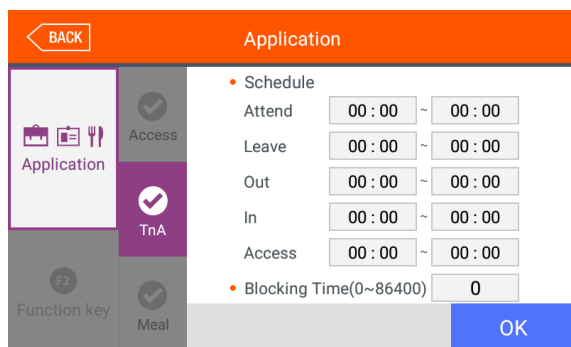 BACK
Application
Application
F2
Function key
Access
TnA
Meal
• Schedule
Attend 00 : 00 ~ 00 : 00
Leave 00 : 00 ~ 00 : 00
Out 00 : 00 ~ 00 : 00
In 00 : 00 ~ 00 : 00
Access 00 : 00 ~ 00 : 00
• Blocking Time(0~86400) 0
OK